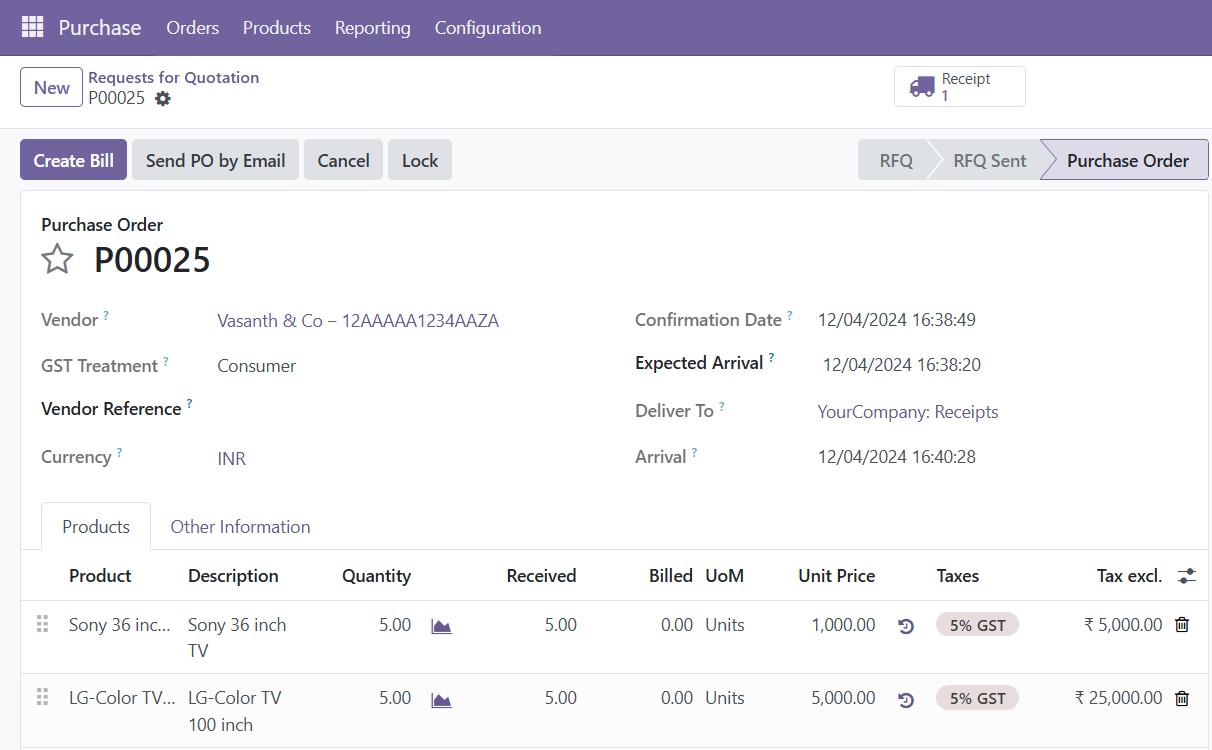 Purchase Orders Products Reporting Configuration
New Requests for Quotation
P00025
Receipt
1
Create Bill Send PO by Email Cancel Lock RFQ RFQ Sent Purchase Order
Purchase Order
P00025
Vendor ? Vasanth & Co – 12AAAAA1234AAZA
GST Treatment ? Consumer
Vendor Reference ?
Currency ? INR
Confirmation Date ? 12/04/2024 16:38:49
Expected Arrival ? 12/04/2024 16:38:20
Deliver To ? YourCompany: Receipts
Arrival ? 12/04/2024 16:40:28
Products Other Information
Product Description Quantity Received Billed UoM Unit Price Taxes Tax excl.
Sony 36 inc... Sony 36 inch 5.00 5.00 0.00 Units 1,000.00 5% GST ₹ 5,000.00
TV
LG-Color TV... LG-Color TV 5.00 5.00 0.00 Units 5,000.00 5% GST ₹ 25,000.00
100 inch